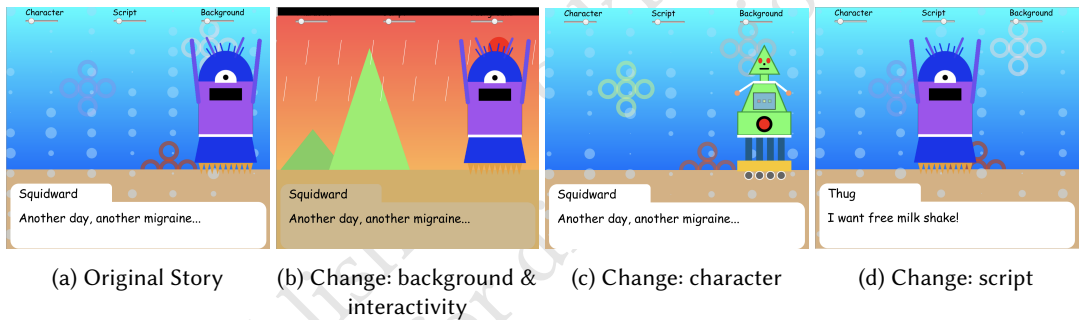 Character Script Background
Squidward
Another day, another migraine...
(a) Original Story
Squidward
Another day, another migraine...
(b) Change: background &
interactivity
Character Script Background
Squidward
Another day, another migraine...
(c) Change: character
Character Script Background
Thug
I want free milk shake!
(d) Change: script